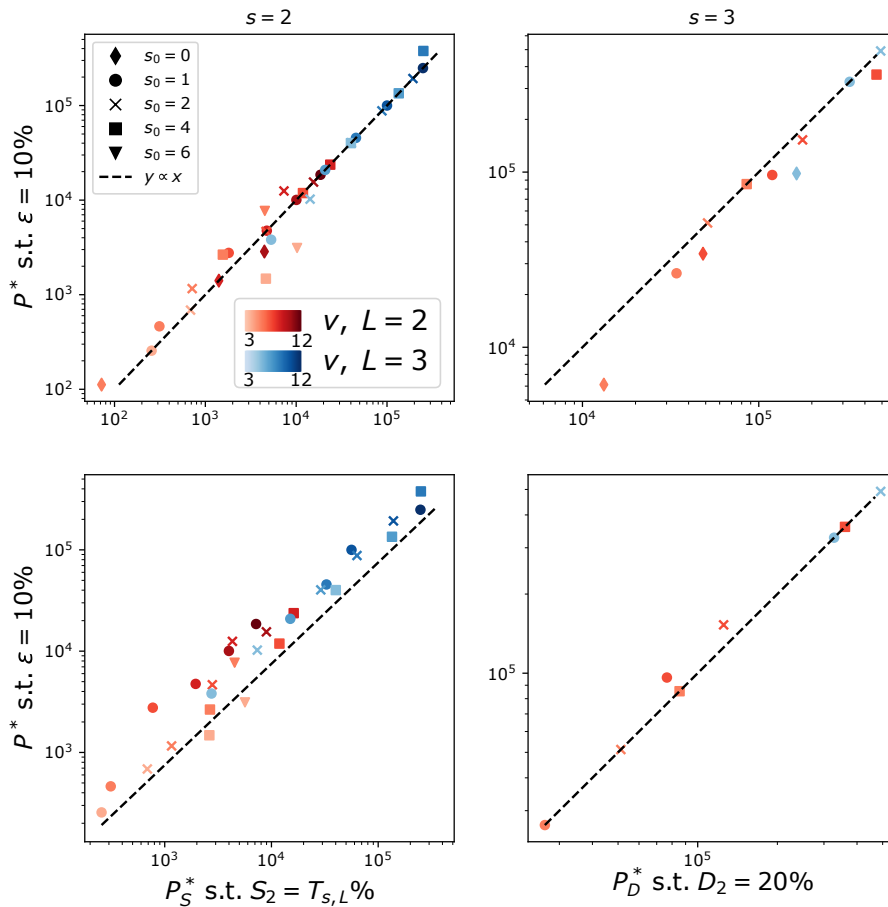 s = 2
s = 3
P* s.t. ε = 10%
10⁵
10⁴
10³
10²
s₀ = 0
s₀ = 1
s₀ = 2
s₀ = 4
s₀ = 6
y ∝ x
3 12
v, L = 2
3 12
v, L = 3
10² 10³ 10⁴ 10⁵
10⁵
10⁴
10⁴ 10⁵
P* s.t. ε = 10%
10⁵
10⁴
10³
10³ 10⁴ 10⁵
10⁵
10⁵
P*_S s.t. S₂ = T_{s,L}%
P*_D s.t. D₂ = 20%